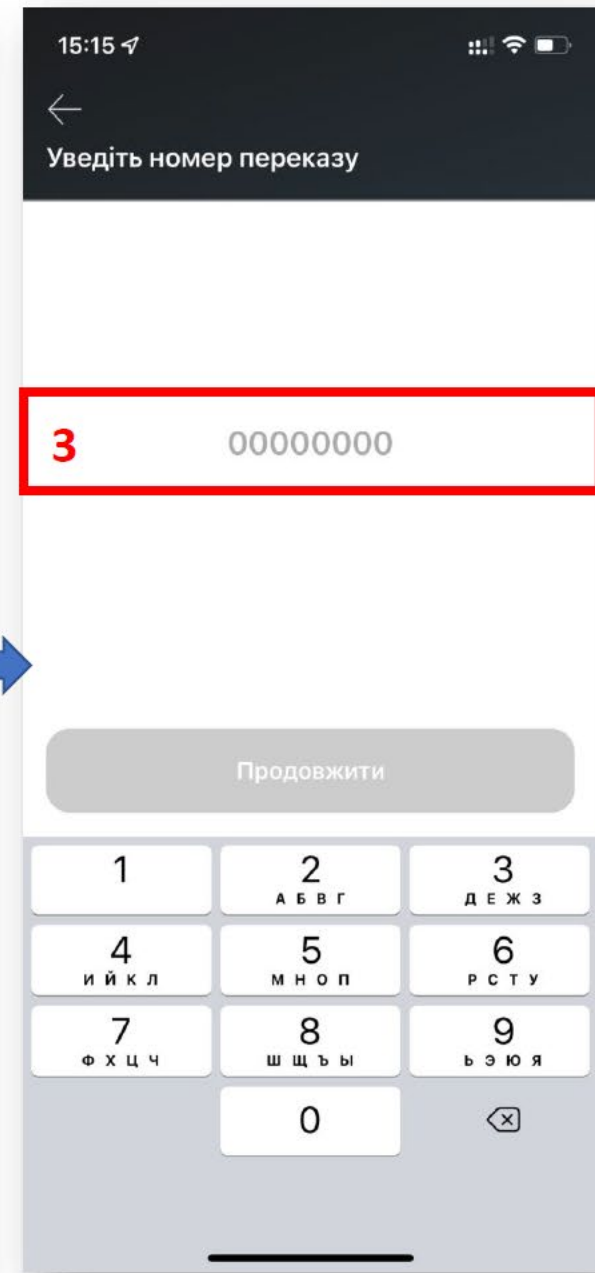 15:15
Уведіть номер переказу
3 00000000
Продовжити
1 2 3
А Б В Г Д Е Ж З
4 5 6
И Й К Л М Н О П Р С Т У
7 8 9
Ф Х Ц Ч Ш Щ Ъ Ы Ь Э Ю Я
0